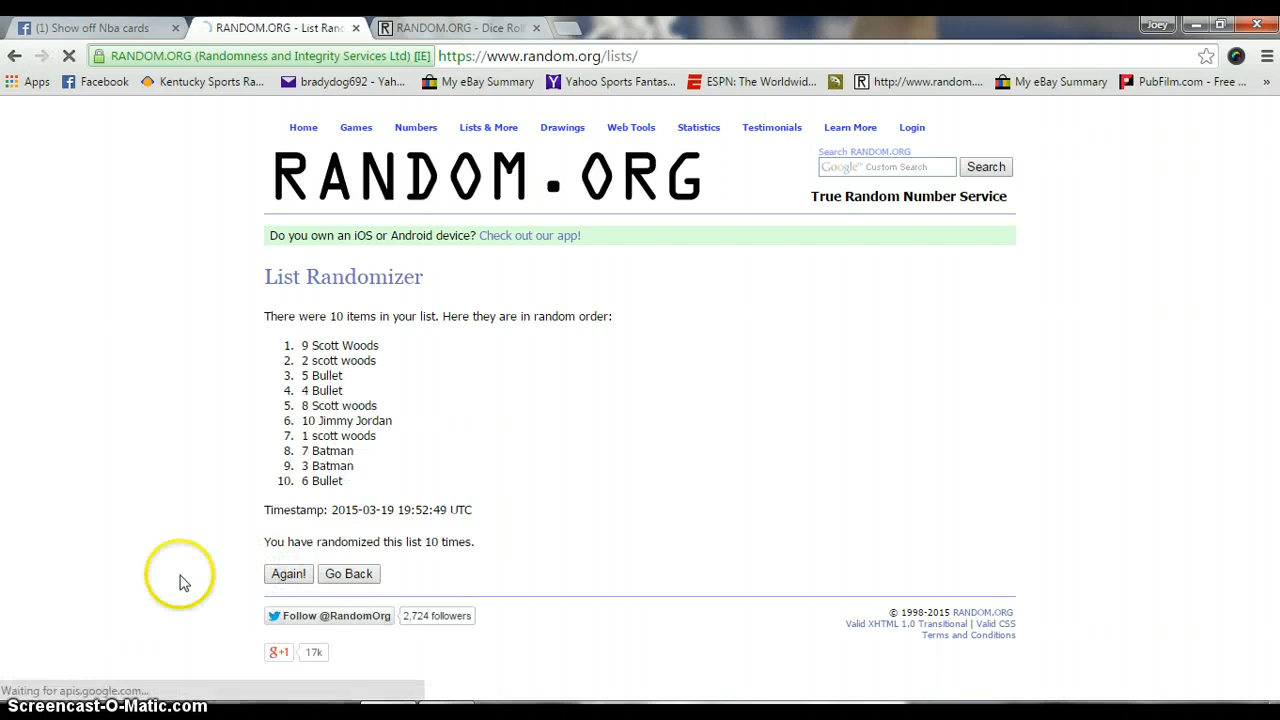 (1) Show off Nba cards
RANDOM.ORG - List Ran
RANDOM.ORG - Dice Roll
Joey
RANDOM.ORG (Randomness and Integrity Services Ltd) [IE]
https://www.random.org/lists/
Apps
Facebook
Kentucky Sports Ra...
bradydog692 - Yah...
My eBay Summary
Yahoo Sports Fantas...
ESPN: The Worldwid...
http://www.random....
My eBay Summary
PubFilm.com - Free ...
»
Home Games Numbers Lists & More Drawings Web Tools Statistics Testimonials Learn More Login
Search RANDOM.ORG
RANDOM.ORG
Google™ Custom Search
Search
True Random Number Service
Do you own an iOS or Android device? Check out our app!
List Randomizer
There were 10 items in your list. Here they are in random order:
1. 9 Scott Woods
2. 2 scott woods
3. 5 Bullet
4. 4 Bullet
5. 8 Scott woods
6. 10 Jimmy Jordan
7. 1 scott woods
8. 7 Batman
9. 3 Batman
10. 6 Bullet
Timestamp: 2015-03-19 19:52:49 UTC
You have randomized this list 10 times.
Again! Go Back
Follow @RandomOrg 2,724 followers
© 1998-2015 RANDOM.ORG
Valid XHTML 1.0 Transitional | Valid CSS
Terms and Conditions
g+1 17k
Waiting for apis.google.com...
Screencast-O-Matic.com